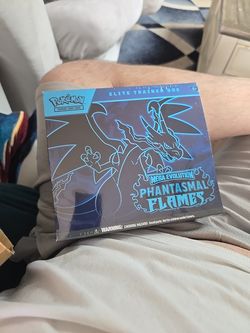 POKÉMON
ELITE TRAINER BOX
MEGA EVOLUTION
PHANTASMAL
FLAMES
WARNING: